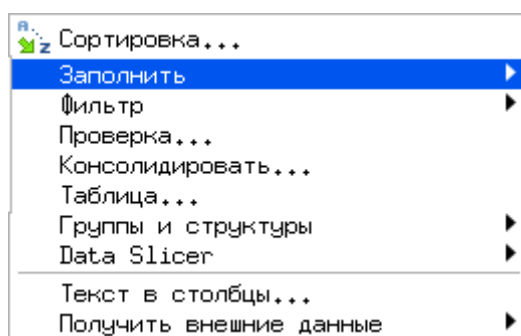 Сортировка...
Заполнить
Фильтр
Проверка...
Консолидировать...
Таблица...
Группы и структуры
Data Slicer
Текст в столбцы...
Получить внешние данные